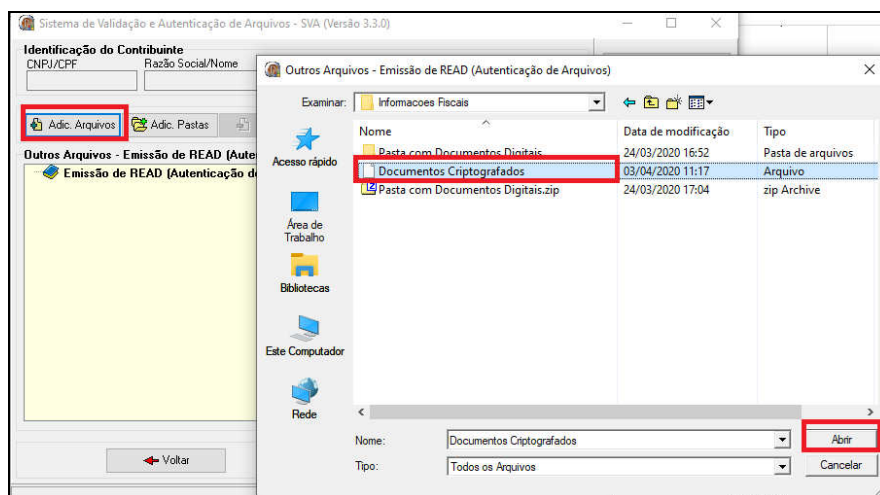 Sistema de Validação e Autenticação de Arquivos - SVA (Versão 3.3.0)
Identificação do Contribuinte
CNPJ/CPF
Razão Social/Nome
Adic. Arquivos
Adic. Pastas
Outros Arquivos - Emissão de READ (Aute
Emissão de READ (Autenticação d
Voltar
Outros Arquivos - Emissão de READ (Autenticação de Arquivos)
Examinar:
Informacoes Fiscais
Acesso rápido
Área de
Trabalho
Bibliotecas
Este Computador
Rede
Nome Data de modificação Tipo
Pasta com Documentos Digitais 24/03/2020 16:52 Pasta de arquivos
Documentos Criptografados 03/04/2020 11:17 Arquivo
Pasta com Documentos Digitais.zip 24/03/2020 17:04 zip Archive
Nome: Documentos Criptografados Abrir
Tipo: Todos os Arquivos Cancelar